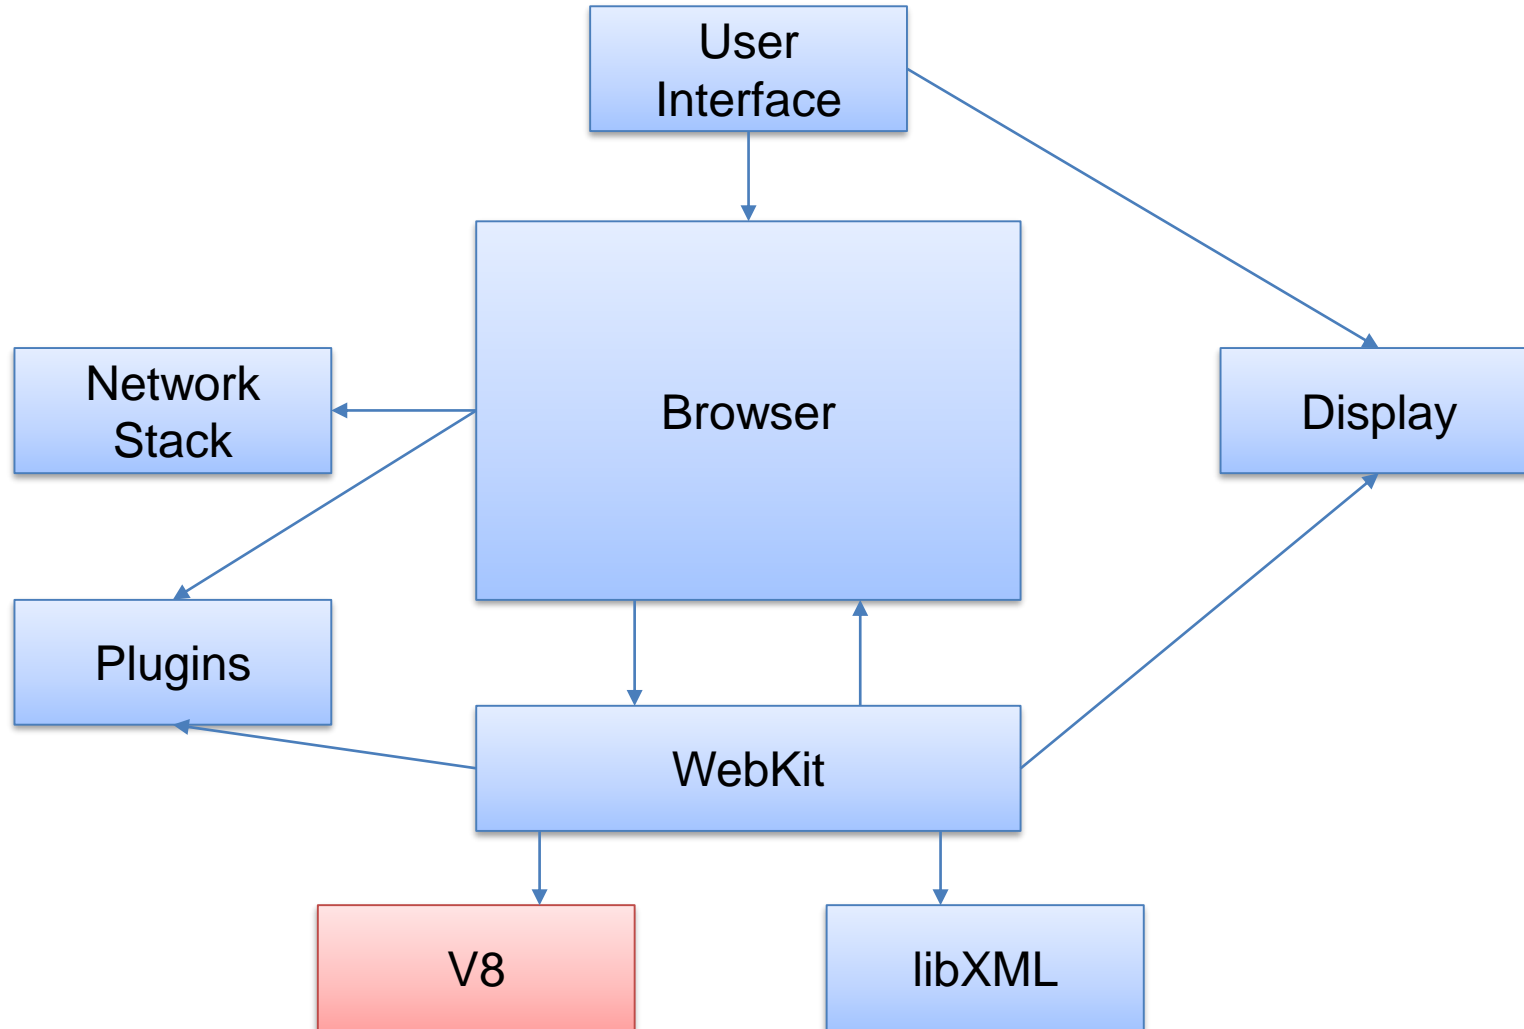 User
Interface
Network
Stack
Browser
Display
Plugins
WebKit
V8
libXML